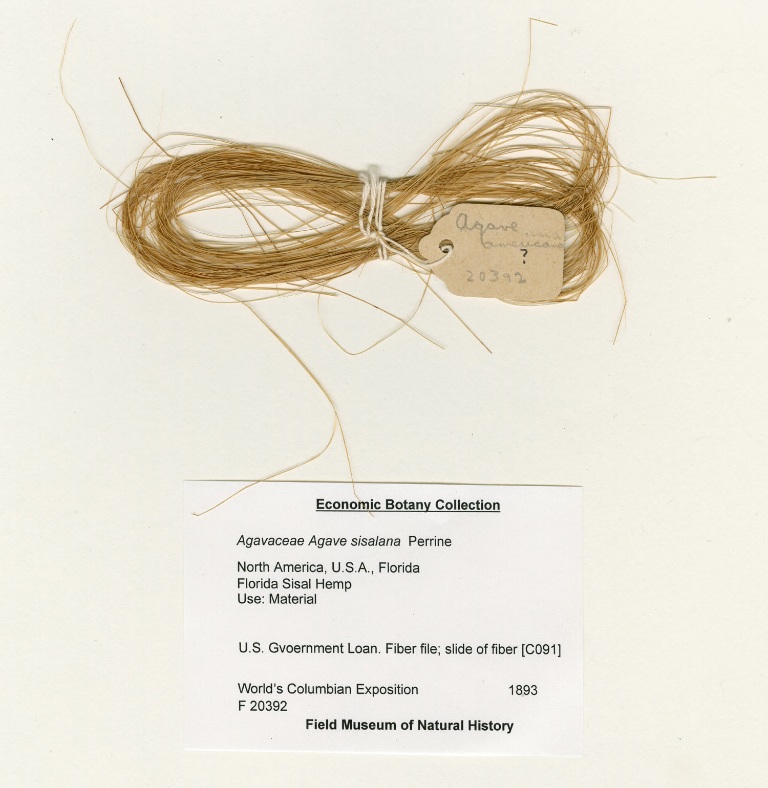 Agave
americana
?
20392
Economic Botany Collection
Agavaceae Agave sisalana Perrine
North America, U.S.A., Florida
Florida Sisal Hemp
Use: Material
U.S. Gvoernment Loan. Fiber file; slide of fiber [C091]
World's Columbian Exposition 1893
F 20392
Field Museum of Natural History